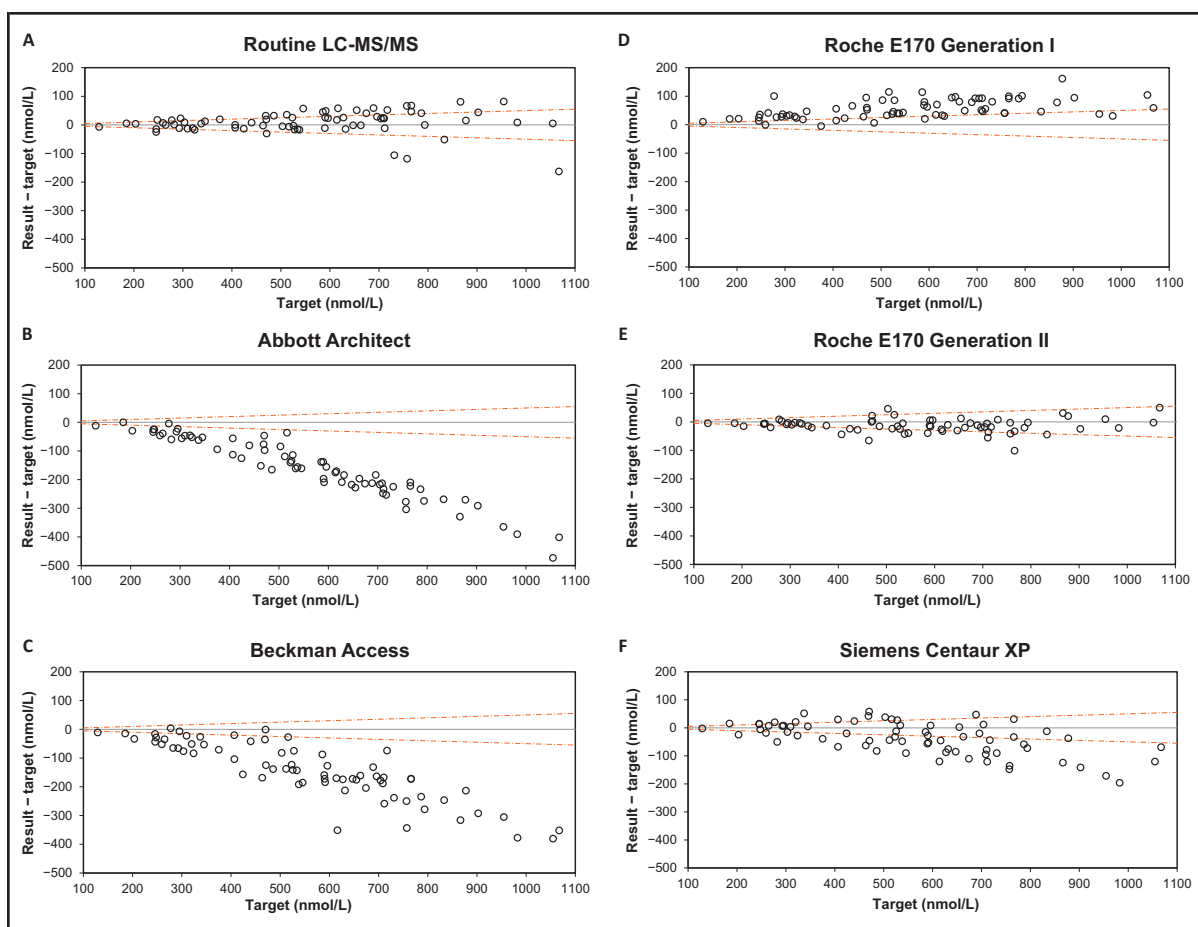 A
Routine LC-MS/MS
Result − target (nmol/L)
200
100
0
−100
−200
−300
−400
−500
100 200 300 400 500 600 700 800 900 1000 1100
Target (nmol/L)
B
Abbott Architect
Result − target (nmol/L)
200
100
0
−100
−200
−300
−400
−500
100 200 300 400 500 600 700 800 900 1000 1100
Target (nmol/L)
C
Beckman Access
Result − target (nmol/L)
200
100
0
−100
−200
−300
−400
−500
100 200 300 400 500 600 700 800 900 1000 1100
Target (nmol/L)
D
Roche E170 Generation I
Result − target (nmol/L)
200
100
0
−100
−200
−300
−400
−500
100 200 300 400 500 600 700 800 900 1000 1100
Target (nmol/L)
E
Roche E170 Generation II
Result − target (nmol/L)
200
100
0
−100
−200
−300
−400
−500
100 200 300 400 500 600 700 800 900 1000 1100
Target (nmol/L)
F
Siemens Centaur XP
Result − target (nmol/L)
200
100
0
−100
−200
−300
−400
−500
100 200 300 400 500 600 700 800 900 1000 1100
Target (nmol/L)